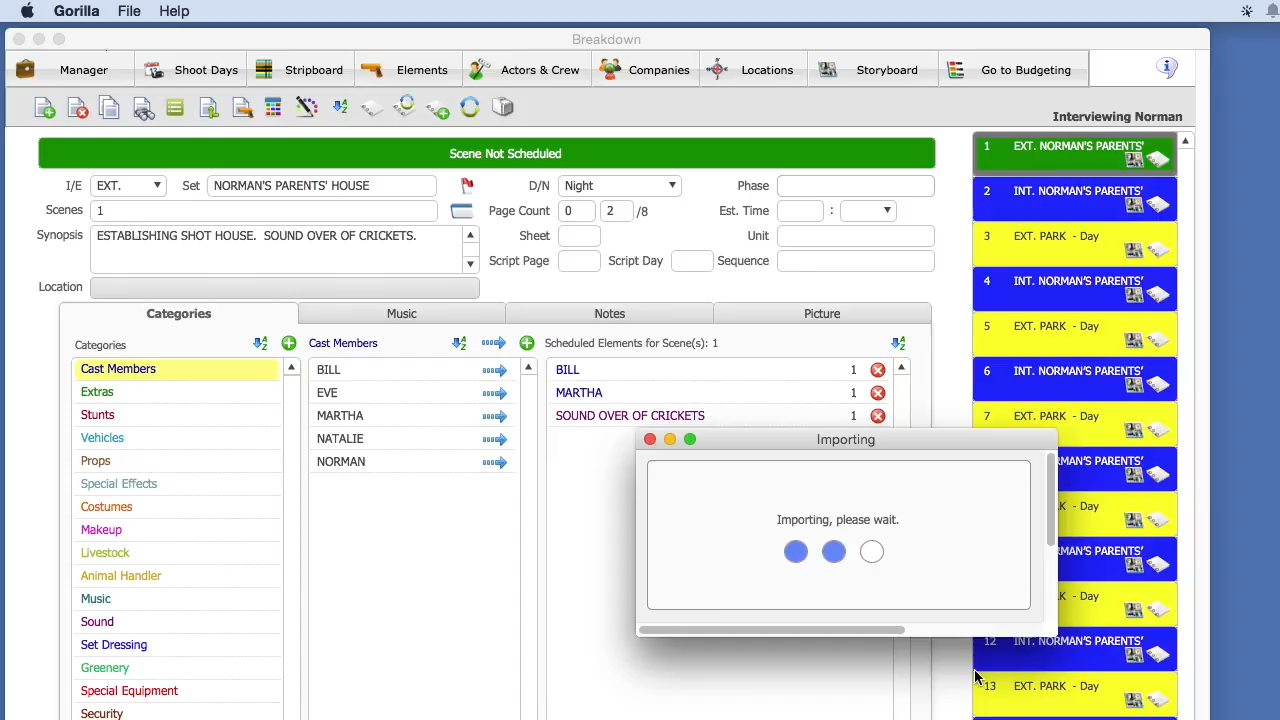 Gorilla File Help
Breakdown
Manager Shoot Days Stripboard Elements Actors & Crew Companies Locations Storyboard Go to Budgeting
Interviewing Norman
Scene Not Scheduled
I/E EXT. Set NORMAN'S PARENTS' HOUSE D/N Night Phase
Scenes 1 Page Count 0 2 /8 Est. Time :
Synopsis ESTABLISHING SHOT HOUSE. SOUND OVER OF CRICKETS. Sheet Unit
Script Page Script Day Sequence
Location
Categories Music Notes Picture
Categories Cast Members Scheduled Elements for Scene(s): 1
Cast Members
Extras
Stunts
Vehicles
Props
Special Effects
Costumes
Makeup
Livestock
Animal Handler
Music
Sound
Set Dressing
Greenery
Special Equipment
Security
BILL
EVE
MARTHA
NATALIE
NORMAN
BILL 1
MARTHA 1
SOUND OVER OF CRICKETS 1
Importing
Importing, please wait.
1 EXT. NORMAN'S PARENTS'
2 INT. NORMAN'S PARENTS'
3 EXT. PARK - Day
4 INT. NORMAN'S PARENTS'
5 EXT. PARK - Day
6 INT. NORMAN'S PARENTS'
7 EXT. PARK - Day
MAN'S PARENTS'
K - Day
MAN'S PARENTS'
K - Day
12 INT. NORMAN'S PARENTS'
13 EXT. PARK - Day